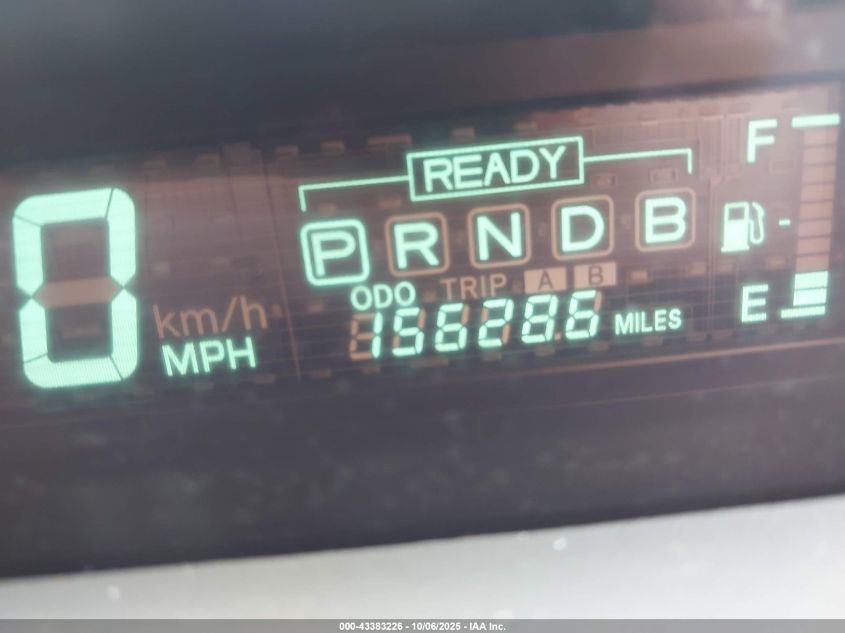 READY
F
P R N D B
0
ODO TRIP A B
km/h
156286 MILES
MPH
E
000-43383226 - 10/06/2025 - IAA Inc.